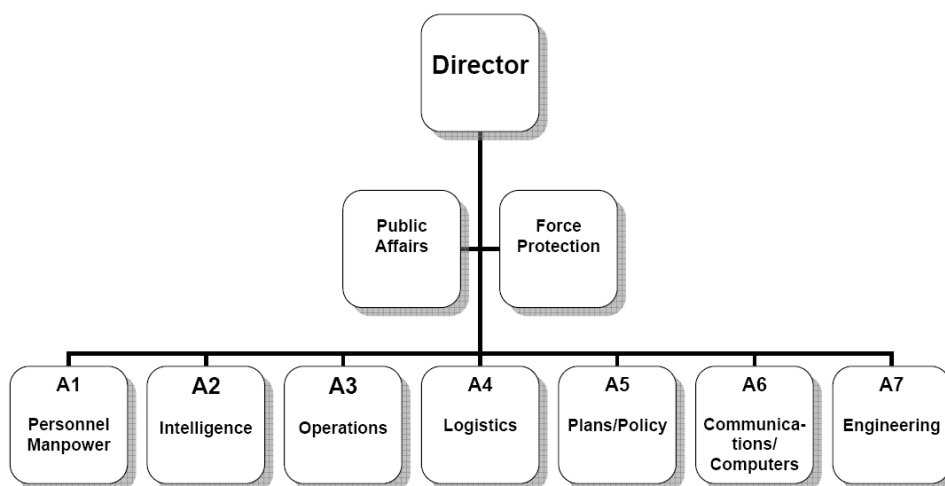 Director
Public
Affairs
Force
Protection
A1
Personnel
Manpower
A2
Intelligence
A3
Operations
A4
Logistics
A5
Plans/Policy
A6
Communica-
tions/
Computers
A7
Engineering